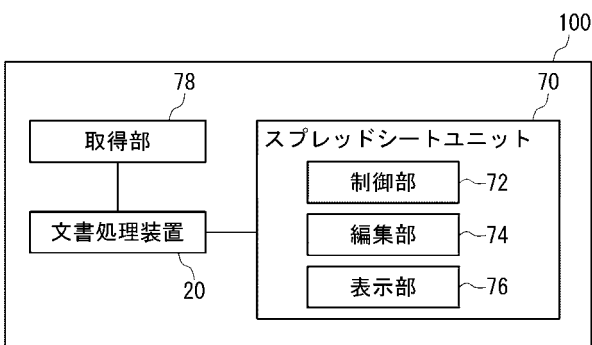 100
78
取得部
文書処理装置
20
70
スプレッドシートユニット
制御部
72
編集部
74
表示部
76